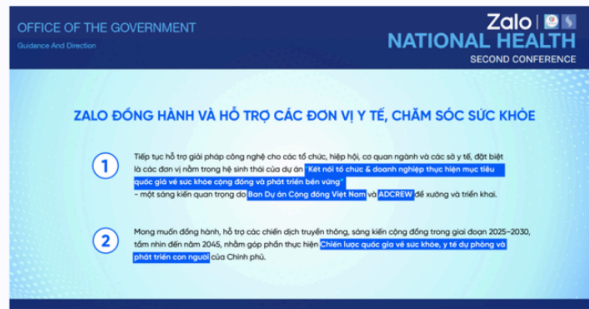 OFFICE OF THE GOVERNMENT
Guidance And Direction
Zalo
NATIONAL HEALTH
SECOND CONFERENCE
ZALO ĐỒNG HÀNH VÀ HỖ TRỢ CÁC ĐƠN VỊ Y TẾ, CHĂM SÓC SỨC KHỎE
1
Tiếp tục hỗ trợ giải pháp công nghệ cho các tổ chức, hiệp hội, cơ quan ngành và các sở y tế, đặt biệt
là các đơn vị nằm trong hệ sinh thái của dự án "Kết nối tổ chức & doanh nghiệp thực hiện mục tiêu
quốc gia về sức khỏe cộng đồng và phát triển bền vững"
- một sáng kiến quan trọng do Ban Dự án Cộng đồng Việt Nam và ADCREW đề xướng và triển khai.
2
Mong muốn đồng hành, hỗ trợ các chiến dịch truyền thông, sáng kiến cộng đồng trong giai đoạn 2025-2030,
tầm nhìn đến năm 2045, nhằm góp phần thực hiện Chiến lược quốc gia về sức khỏe, y tế dự phòng và
phát triển con người của Chính phủ.